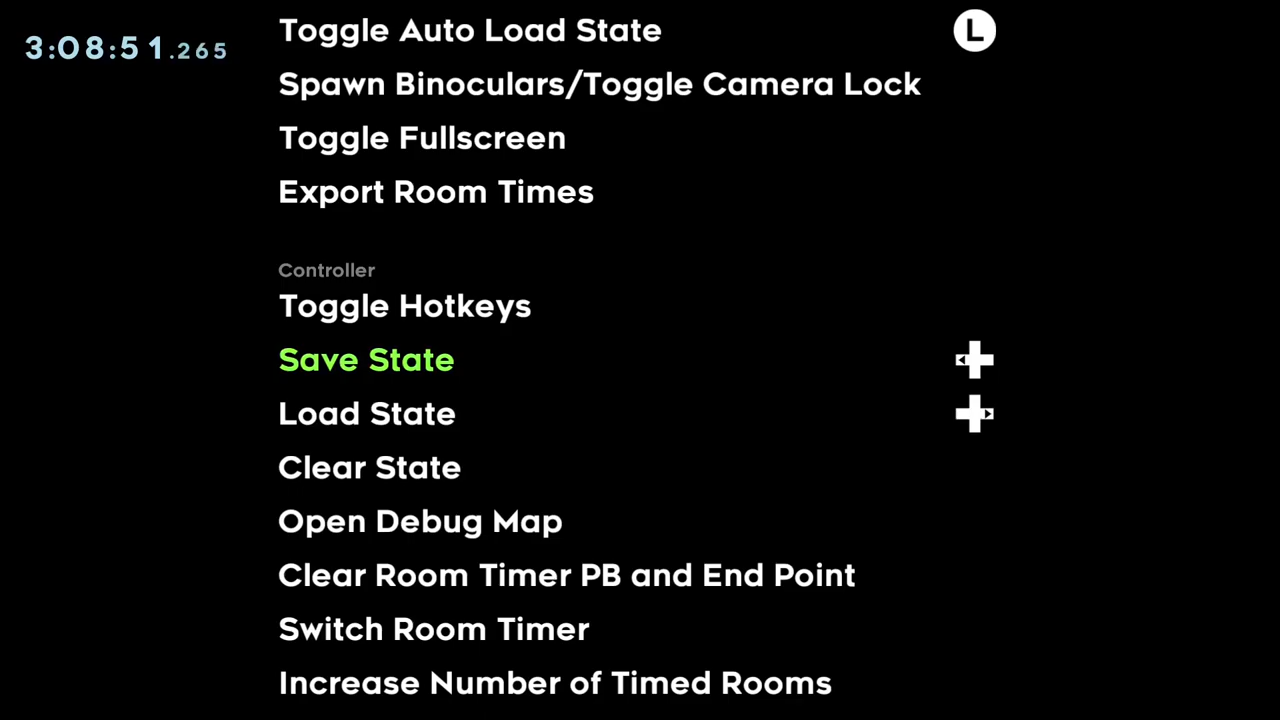 Toggle Auto Load State L
3:08:51.265
Spawn Binoculars/Toggle Camera Lock
Toggle Fullscreen
Export Room Times
Controller
Toggle Hotkeys
Save State
Load State
Clear State
Open Debug Map
Clear Room Timer PB and End Point
Switch Room Timer
Increase Number of Timed Rooms